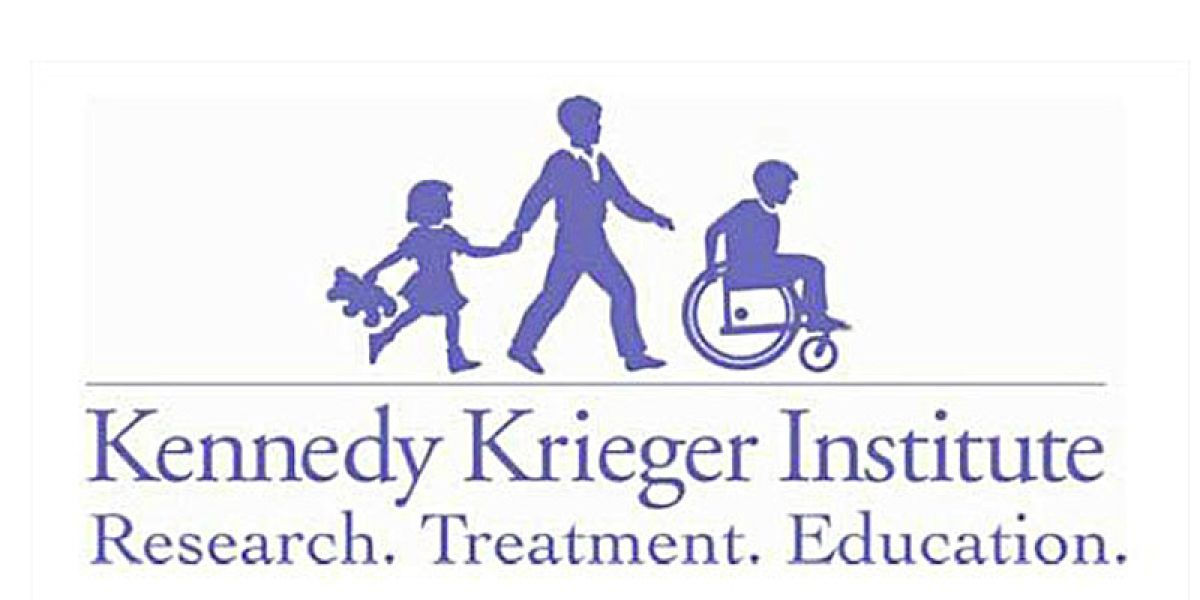 Kennedy Krieger Institute
Research. Treatment. Education.